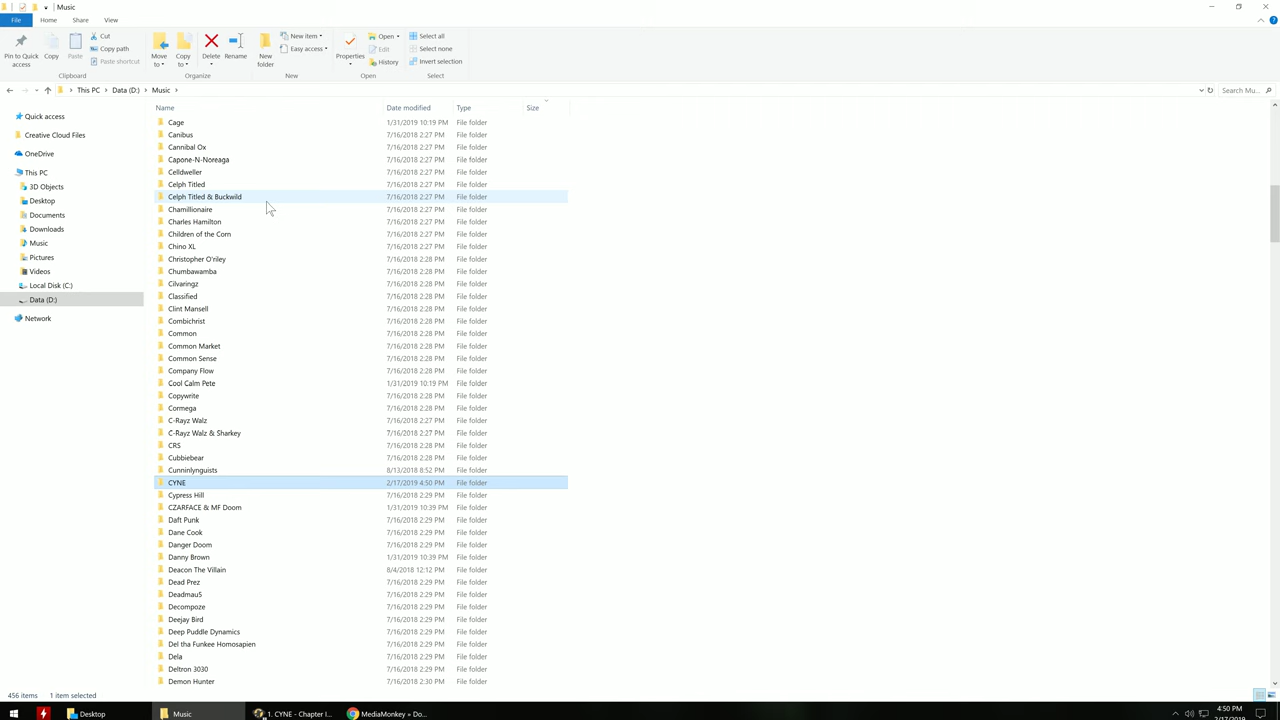 Music
File
Home
Share
View
Pin to Quick access
Copy
Paste
Cut
Copy path
Paste shortcut
Move to
Copy to
Delete
Rename
New folder
New item
Easy access
Properties
Open
Edit
History
Select all
Select none
Invert selection
Clipboard
Organize
New
Open
Select
This PC
Data (D:)
Music
Search Mu...
Name Date modified Type Size
Quick access
Creative Cloud Files
OneDrive
This PC
3D Objects
Desktop
Documents
Downloads
Music
Pictures
Videos
Local Disk (C:)
Data (D:)
Network
Cage 1/31/2019 10:19 PM File folder
Canibus 7/16/2018 2:27 PM File folder
Cannibal Ox 7/16/2018 2:27 PM File folder
Capone-N-Noreaga 7/16/2018 2:27 PM File folder
Celldweller 7/16/2018 2:27 PM File folder
Celph Titled 7/16/2018 2:27 PM File folder
Celph Titled & Buckwild 7/16/2018 2:27 PM File folder
Chamillionaire 7/16/2018 2:27 PM File folder
Charles Hamilton 7/16/2018 2:27 PM File folder
Children of the Corn 7/16/2018 2:27 PM File folder
Chino XL 7/16/2018 2:27 PM File folder
Christopher O'riley 7/16/2018 2:28 PM File folder
Chumbawamba 7/16/2018 2:28 PM File folder
Cilvaringz 7/16/2018 2:28 PM File folder
Classified 7/16/2018 2:28 PM File folder
Clint Mansell 7/16/2018 2:28 PM File folder
Combichrist 7/16/2018 2:28 PM File folder
Common 7/16/2018 2:28 PM File folder
Common Market 7/16/2018 2:28 PM File folder
Common Sense 7/16/2018 2:28 PM File folder
Company Flow 7/16/2018 2:28 PM File folder
Cool Calm Pete 1/31/2019 10:19 PM File folder
Copywrite 7/16/2018 2:28 PM File folder
Cormega 7/16/2018 2:28 PM File folder
C-Rayz Walz 7/16/2018 2:27 PM File folder
C-Rayz Walz & Sharkey 7/16/2018 2:27 PM File folder
CRS 7/16/2018 2:28 PM File folder
Cubbiebear 7/16/2018 2:28 PM File folder
Cunninlynguists 8/13/2018 8:52 PM File folder
CYNE 2/17/2019 4:50 PM File folder
Cypress Hill 7/16/2018 2:29 PM File folder
CZARFACE & MF Doom 1/31/2019 10:39 PM File folder
Daft Punk 7/16/2018 2:29 PM File folder
Dane Cook 7/16/2018 2:29 PM File folder
Danger Doom 7/16/2018 2:29 PM File folder
Danny Brown 1/31/2019 10:39 PM File folder
Deacon The Villain 8/4/2018 12:12 PM File folder
Dead Prez 7/16/2018 2:29 PM File folder
Deadmau5 7/16/2018 2:29 PM File folder
Decompoze 7/16/2018 2:29 PM File folder
Deejay Bird 7/16/2018 2:29 PM File folder
Deep Puddle Dynamics 7/16/2018 2:29 PM File folder
Del tha Funkee Homosapien 7/16/2018 2:29 PM File folder
Dela 7/16/2018 2:29 PM File folder
Deltron 3030 7/16/2018 2:29 PM File folder
Demon Hunter 7/16/2018 2:30 PM File folder
456 items 1 item selected
Desktop
Music
1. CYNE - Chapter I...
MediaMonkey » Do...
4:50 PM